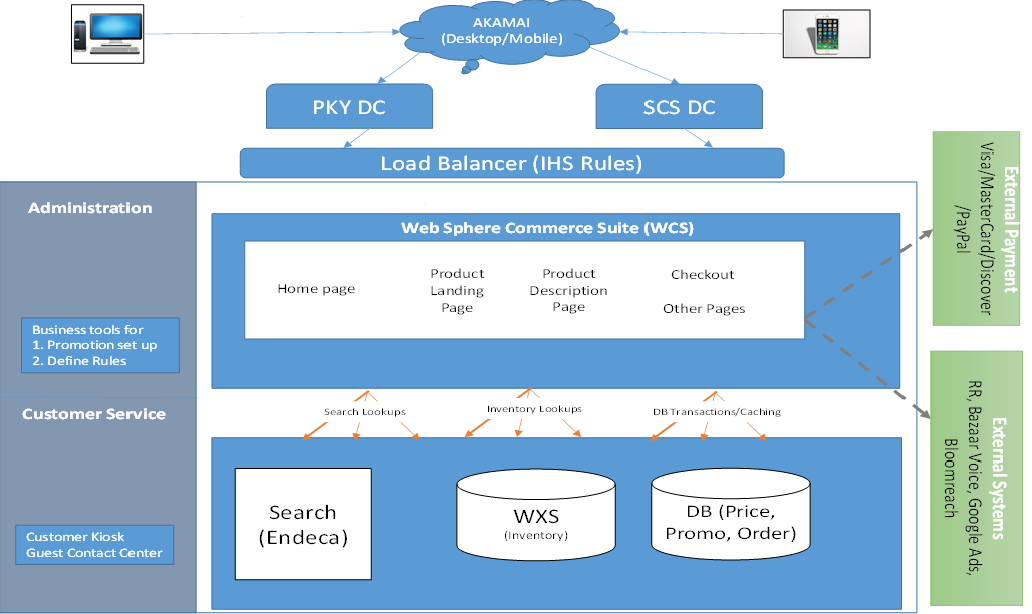 AKAMAI
(Desktop/Mobile)
PKY DC
SCS DC
Load Balancer (IHS Rules)
Administration
Business tools for
1. Promotion set up
2. Define Rules
Customer Service
Customer Kiosk
Guest Contact Center
Web Sphere Commerce Suite (WCS)
Home page
Product
Landing
Page
Product
Description
Page
Checkout
Other Pages
Search Lookups
Inventory Lookups
DB Transactions/Caching
Search
(Endeca)
WXS
(Inventory)
DB (Price,
Promo, Order)
External Payment
Visa/MasterCard/Discover
/PayPal
External Systems
RR, Bazaar Voice, Google Ads,
Bloomreach